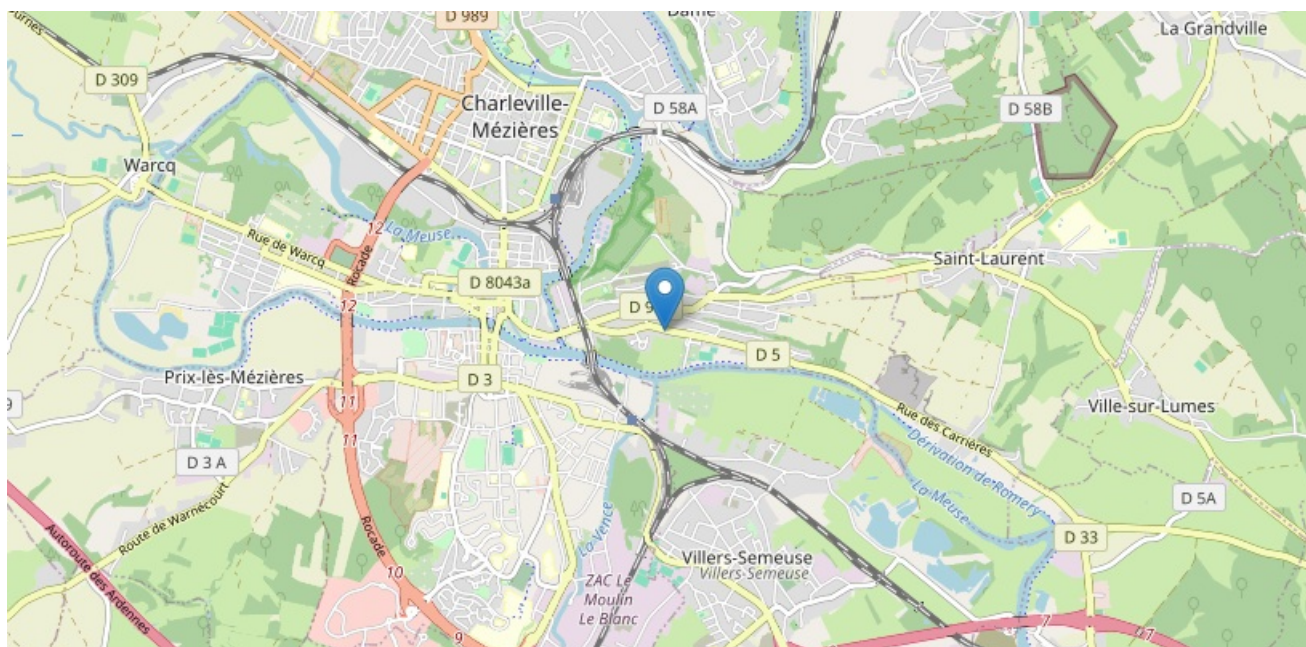 D 989
La Grandville
D 309
Charleville-
Mézières
D 58A
D 58B
Warcq
La Meuse
12
Rue de Warcq
Rocade
Saint-Laurent
D 8043a
12
D 5
Prix-lès-Mézières
D 3
11
Ville-sur-Lumes
Rue des Carrières
11
D 3 A
Dérivation de Romery
La Meuse
D 5A
Route de Warnécourt
Rocade
La Vence
D 33
Autoroute des Ardennes
10
Villers-Semeuse
Villers-Semeuse
ZAC Le
Moulin
Le Blanc
9
7